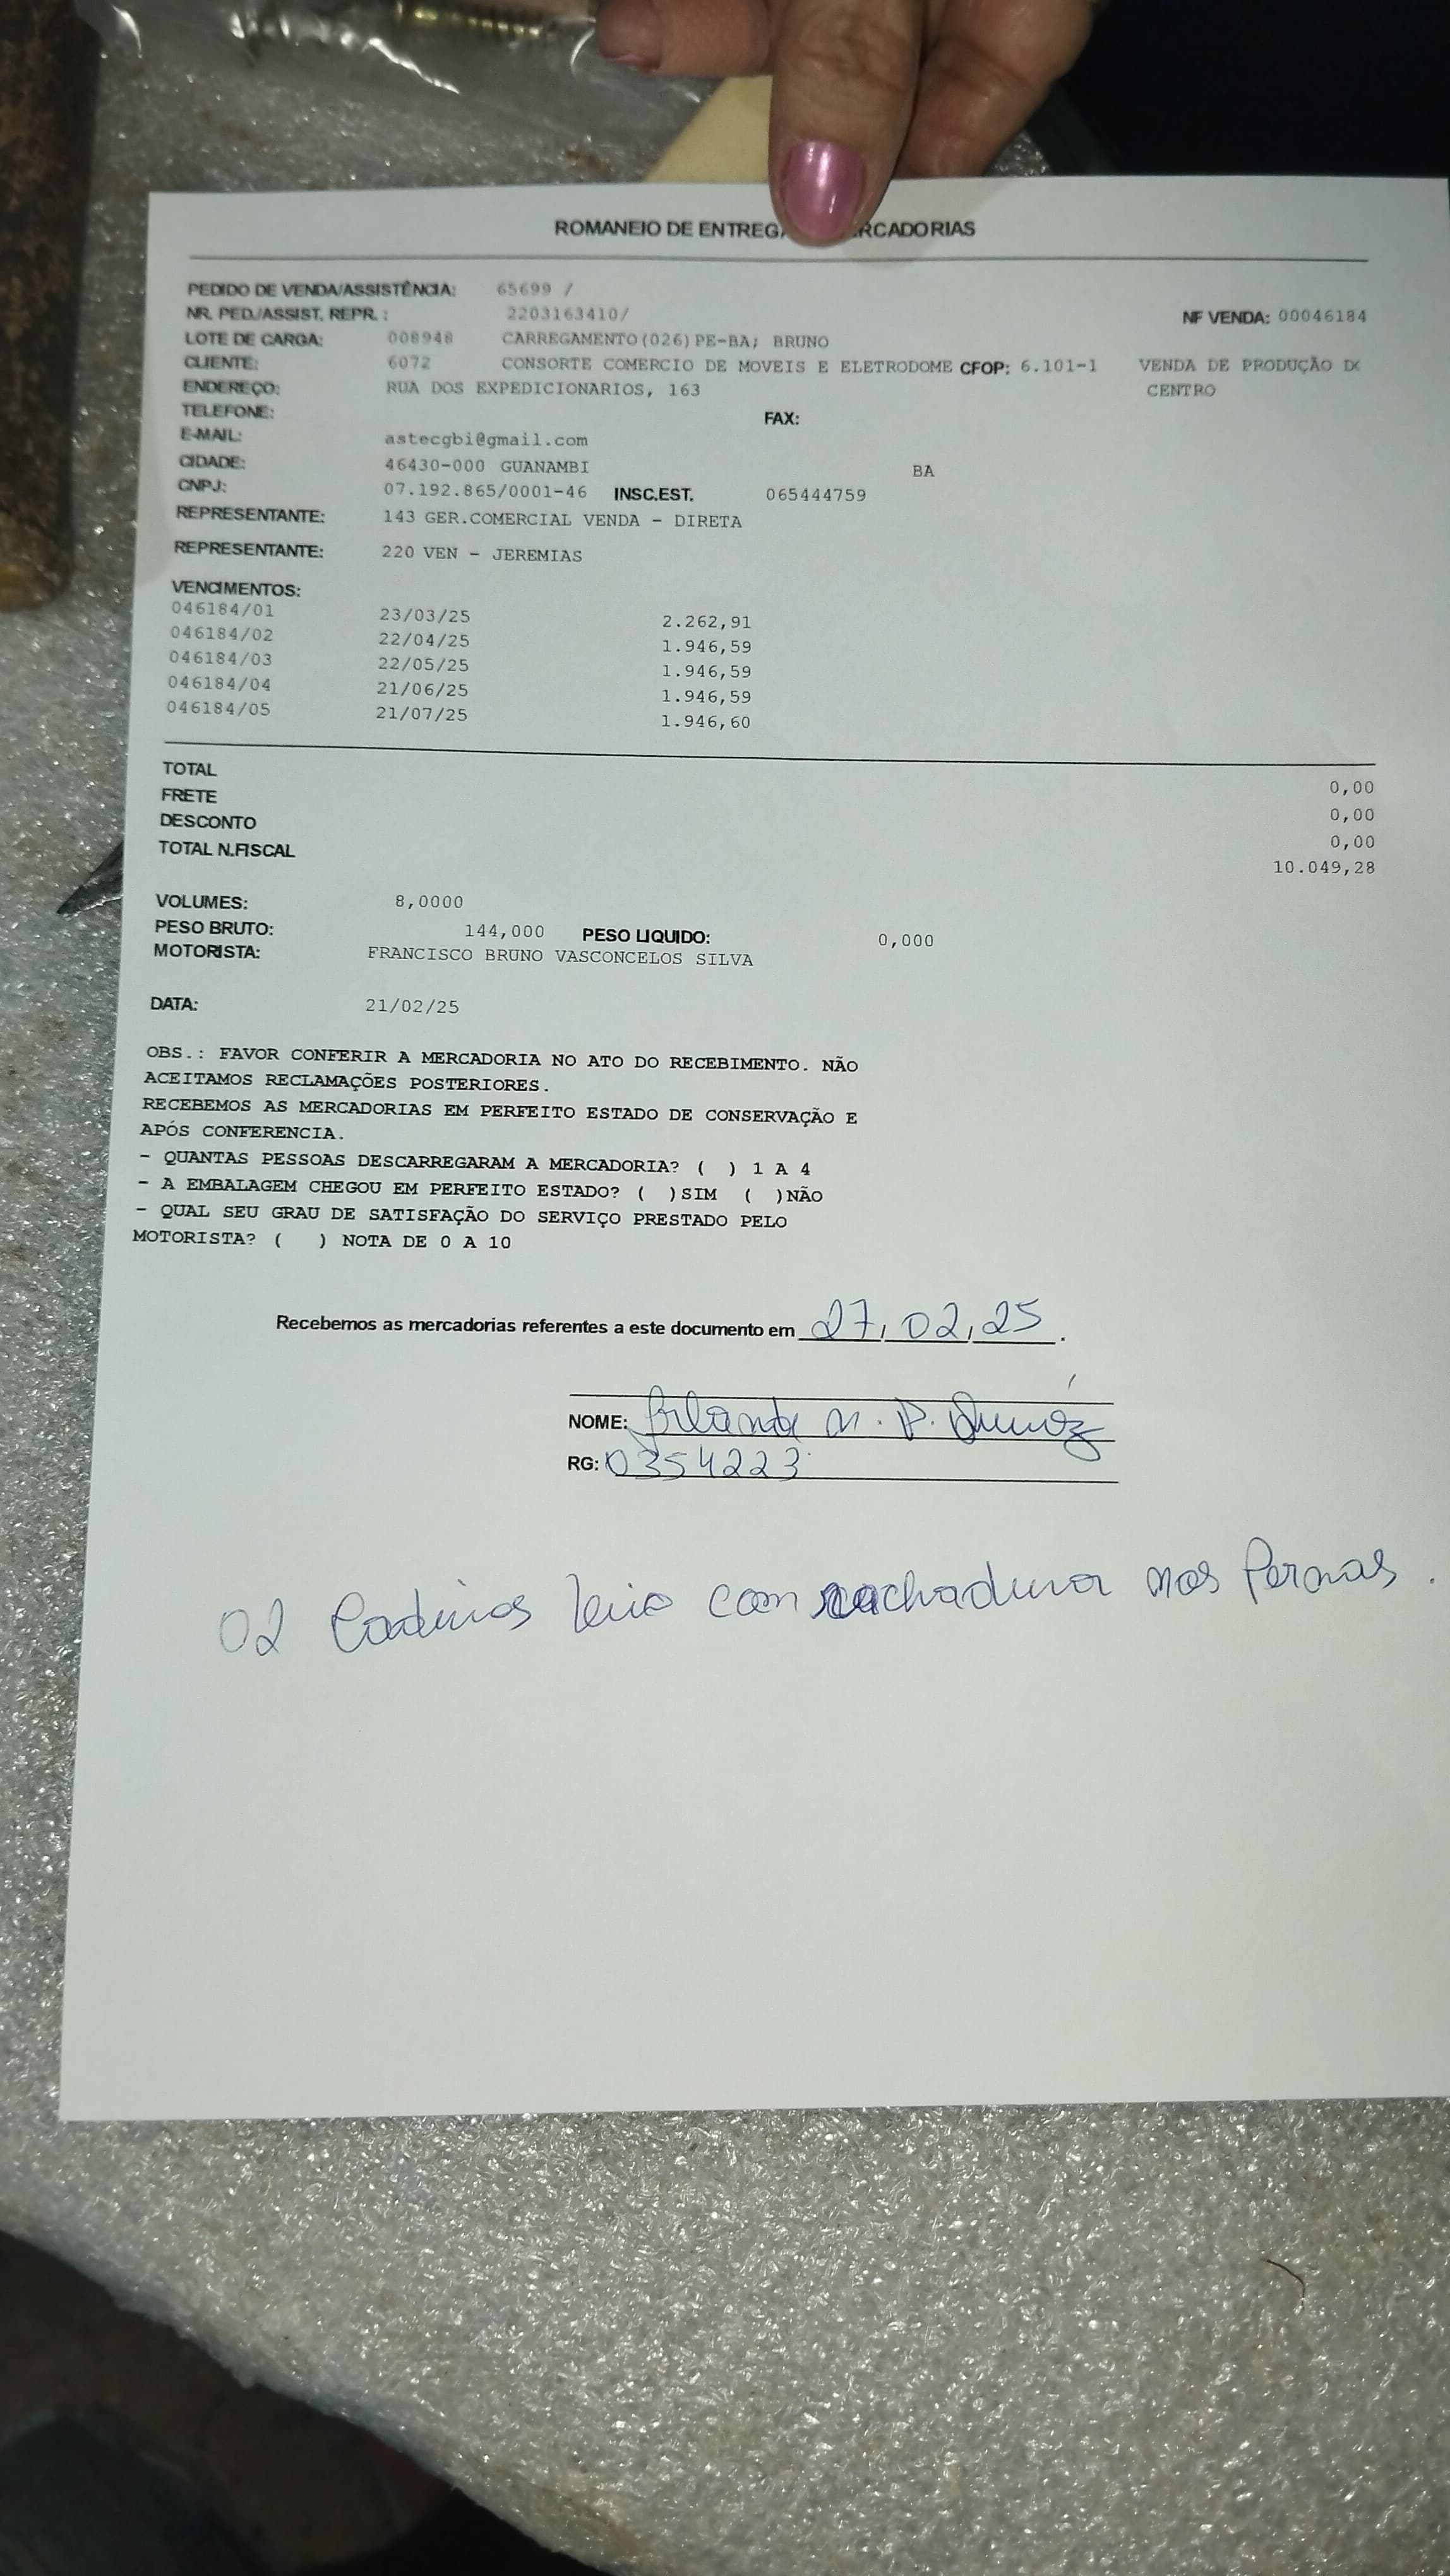 ROMANEIO DE ENTREGA RCADORIAS
PEDIDO DE VENDA/ASSISTÊNCIA: 65699 /
NR. PED./ASSIST. REPR. : 2203163410/ NF VENDA: 00046184
LOTE DE CARGA: 008948 CARREGAMENTO(026)PE-BA; BRUNO
CLIENTE: 6072 CONSORTE COMERCIO DE MOVEIS E ELETRODOME CFOP: 6.101-1 VENDA DE PRODUÇÃO
ENDEREÇO: RUA DOS EXPEDICIONARIOS, 163 CENTRO
TELEFONE: FAX:
E-MAIL: astecgbi@gmail.com
CIDADE: 46430-000 GUANAMBI BA
CNPJ: 07.192.865/0001-46 INSC.EST. 065444759
REPRESENTANTE: 143 GER.COMERCIAL VENDA - DIRETA
REPRESENTANTE: 220 VEN - JEREMIAS
VENCIMENTOS:
046184/01 23/03/25 2.262,91
046184/02 22/04/25 1.946,59
046184/03 22/05/25 1.946,59
046184/04 21/06/25 1.946,59
046184/05 21/07/25 1.946,60
TOTAL 0,00
FRETE 0,00
DESCONTO 0,00
TOTAL N.FISCAL 10.049,28
VOLUMES: 8,0000
PESO BRUTO: 144,000 PESO LIQUIDO: 0,000
MOTORISTA: FRANCISCO BRUNO VASCONCELOS SILVA
DATA: 21/02/25
OBS.: FAVOR CONFERIR A MERCADORIA NO ATO DO RECEBIMENTO. NÃO
ACEITAMOS RECLAMAÇÕES POSTERIORES.
RECEBEMOS AS MERCADORIAS EM PERFEITO ESTADO DE CONSERVAÇÃO E
APÓS CONFERENCIA.
- QUANTAS PESSOAS DESCARREGARAM A MERCADORIA? ( ) 1 A 4
- A EMBALAGEM CHEGOU EM PERFEITO ESTADO? ( )SIM ( )NÃO
- QUAL SEU GRAU DE SATISFAÇÃO DO SERVIÇO PRESTADO PELO
MOTORISTA? ( ) NOTA DE 0 A 10
Recebemos as mercadorias referentes a este documento em 27,02,25.
NOME:
RG: 0354223
02 Cadeiras com rachadura nas Pernas.